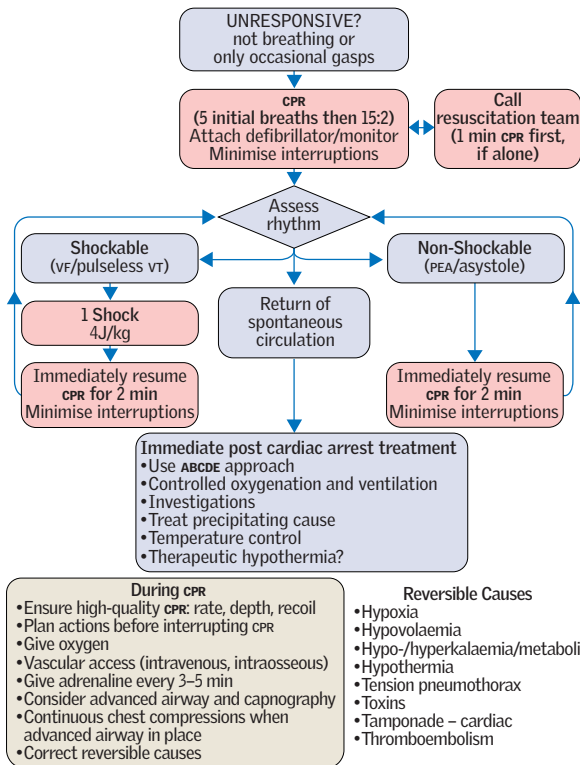 UNRESPONSIVE?
not breathing or
only occasional gasps
CPR
(5 initial breaths then 15:2)
Attach defibrillator/monitor
Minimise interruptions
Call
resuscitation team
(1 min CPR first,
if alone)
Assess
rhythm
Shockable
(VF/pulseless VT)
Non-Shockable
(PEA/asystole)
1 Shock
4J/kg
Return of
spontaneous
circulation
Immediately resume
CPR for 2 min
Minimise interruptions
Immediately resume
CPR for 2 min
Minimise interruptions
Immediate post cardiac arrest treatment
•Use ABCDE approach
•Controlled oxygenation and ventilation
•Investigations
•Treat precipitating cause
•Temperature control
•Therapeutic hypothermia?
During CPR
•Ensure high-quality CPR: rate, depth, recoil
•Plan actions before interrupting CPR
•Give oxygen
•Vascular access (intravenous, intraosseous)
•Give adrenaline every 3–5 min
•Consider advanced airway and capnography
•Continuous chest compressions when
advanced airway in place
•Correct reversible causes
Reversible Causes
•Hypoxia
•Hypovolaemia
•Hypo-/hyperkalaemia/metaboli
•Hypothermia
•Tension pneumothorax
•Toxins
•Tamponade – cardiac
•Thromboembolism